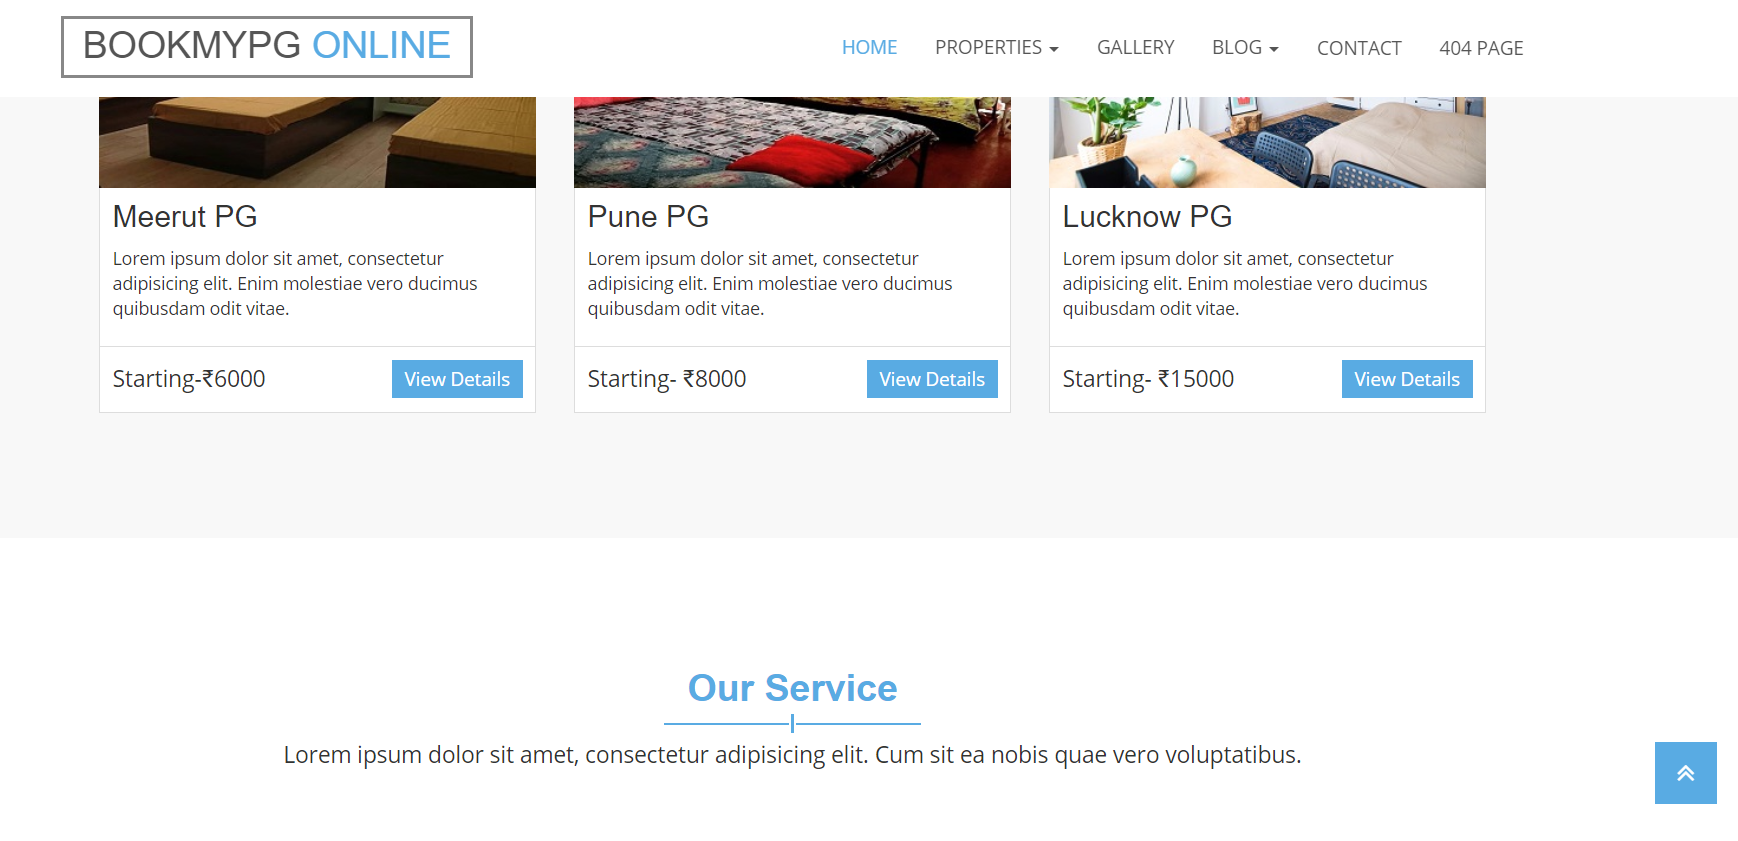 BOOKMYPG ONLINE
HOME PROPERTIES GALLERY BLOG CONTACT 404 PAGE
Meerut PG
Lorem ipsum dolor sit amet, consectetur
adipisicing elit. Enim molestiae vero ducimus
quibusdam odit vitae.
Starting-₹6000
View Details
Pune PG
Lorem ipsum dolor sit amet, consectetur
adipisicing elit. Enim molestiae vero ducimus
quibusdam odit vitae.
Starting- ₹8000
View Details
Lucknow PG
Lorem ipsum dolor sit amet, consectetur
adipisicing elit. Enim molestiae vero ducimus
quibusdam odit vitae.
Starting- ₹15000
View Details
Our Service
Lorem ipsum dolor sit amet, consectetur adipisicing elit. Cum sit ea nobis quae vero voluptatibus.